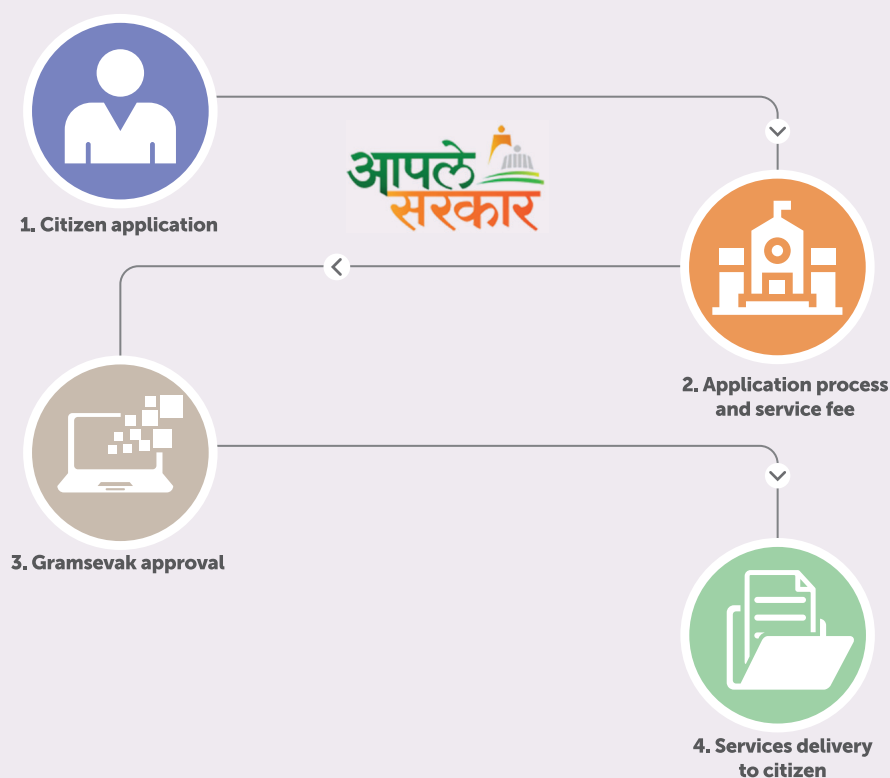 1. Citizen application
आपले
सरकार
2. Application process
and service fee
3. Gramsevak approval
4. Services delivery
to citizen